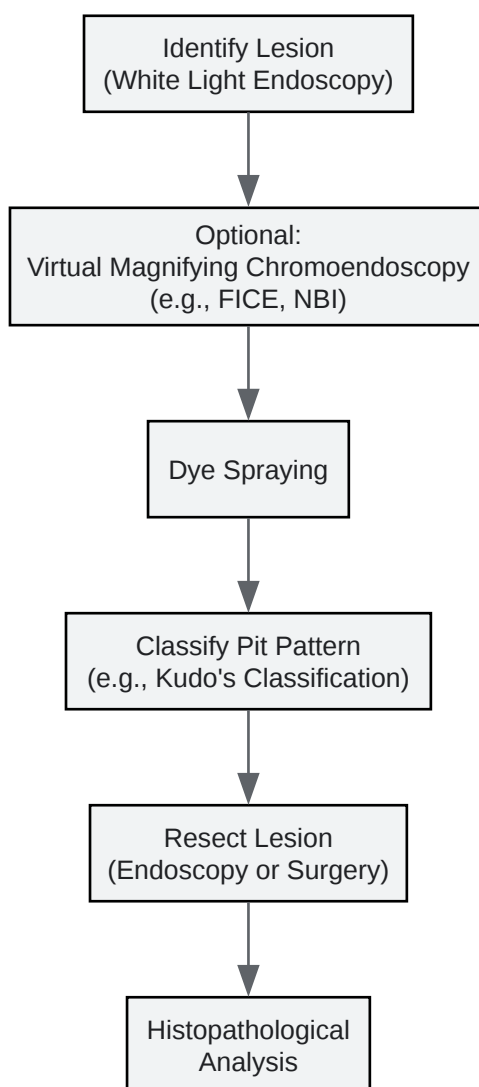 Identify Lesion
(White Light Endoscopy)
Optional:
Virtual Magnifying Chromoendoscopy
(e.g., FICE, NBI)
Dye Spraying
Classify Pit Pattern
(e.g., Kudo's Classification)
Resect Lesion
(Endoscopy or Surgery)
Histopathological
Analysis